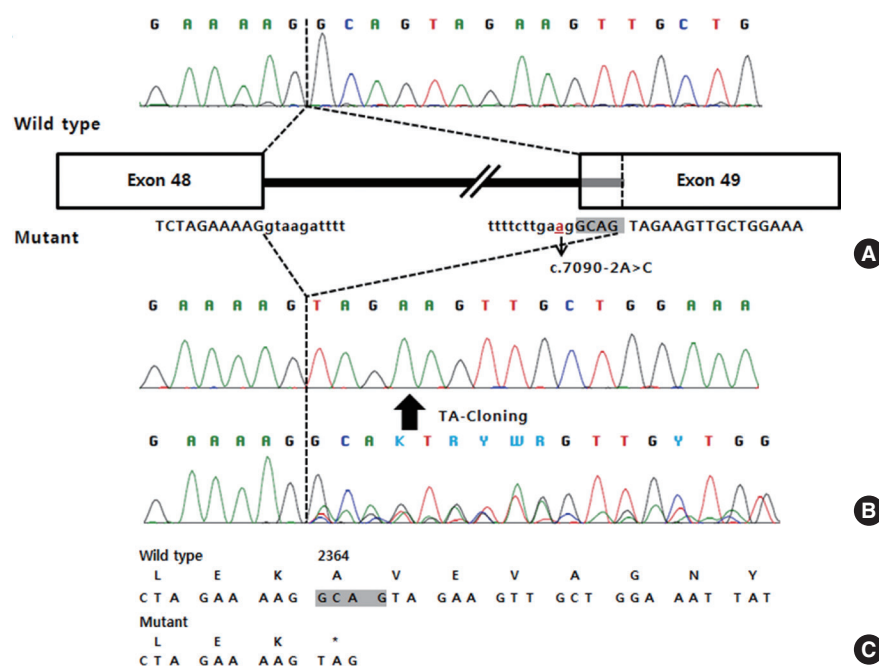 G A A A A G G C A G T A G A A G T T G C T G
Wild type
Exon 48 Exon 49
TCTAGAAAAGgtaagatttt ttttcttgaagGCAG TAGAAGTTGCTGGAAA
Mutant
A
c.7090-2A>C
G A A A A G T A G A A G T T G C T G G A A A
TA-Cloning
G A A A A G G C A K T R Y W R G T T G Y T G G
B
Wild type 2364
L E K A V E V A G N Y
CTA GAA AAG GCA GTA GAA GTT GCT GGA AAT TAT
Mutant
L E K *
CTA GAA AAG TAG
C